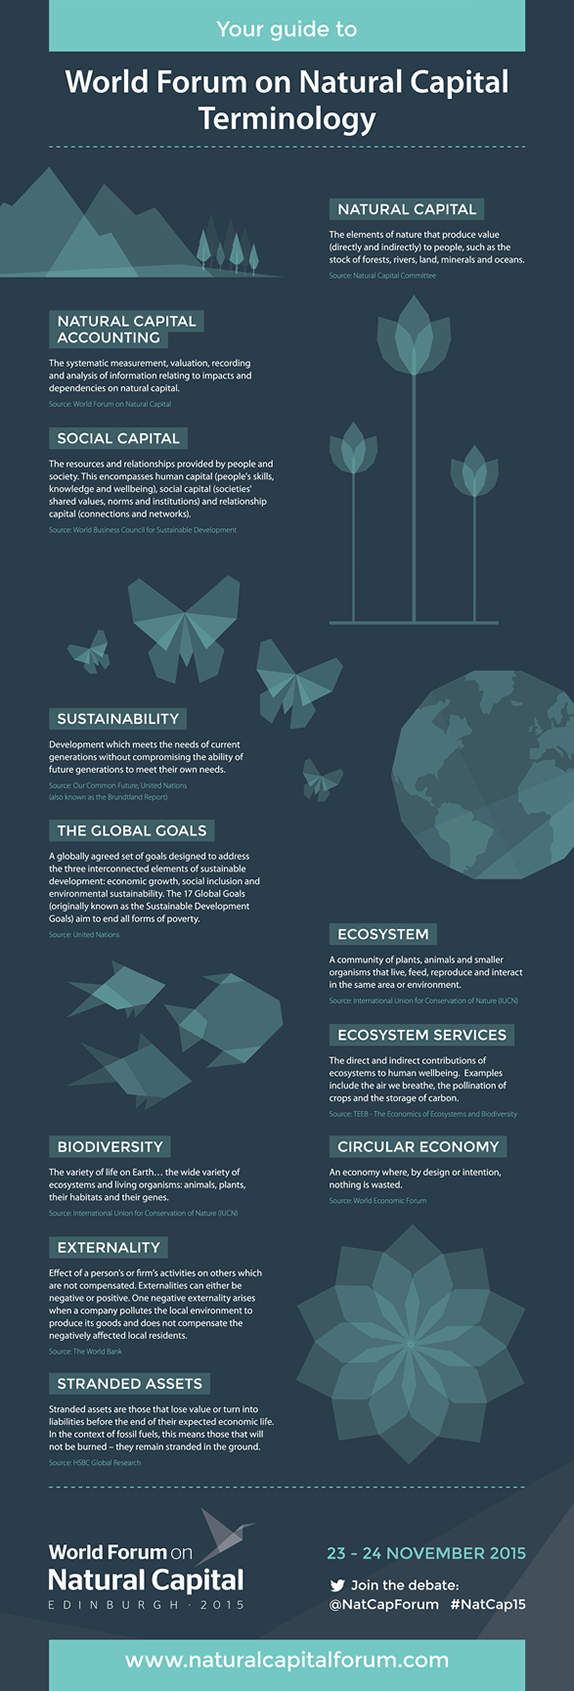 Your guide to
World Forum on Natural Capital
Terminology
NATURAL CAPITAL
The elements of nature that produce value
(directly and indirectly) to people, such as the
stock of forests, rivers, land, minerals and oceans.
Source: Natural Capital Committee
NATURAL CAPITAL
ACCOUNTING
The systematic measurement, valuation, recording
and analysis of information relating to impacts and
dependencies on natural capital.
Source: World Forum on Natural Capital
SOCIAL CAPITAL
The resources and relationships provided by people and
society. This encompasses human capital (people's skills,
knowledge and wellbeing), social capital (societies'
shared values, norms and institutions) and relationship
capital (connections and networks).
Source: World Business Council for Sustainable Development
SUSTAINABILITY
Development which meets the needs of current
generations without compromising the ability of
future generations to meet their own needs.
Source: Our Common Future, United Nations
(also known as the Brundtland Report)
THE GLOBAL GOALS
A globally agreed set of goals designed to address
the three interconnected elements of sustainable
development: economic growth, social inclusion and
environmental sustainability. The 17 Global Goals
(originally known as the Sustainable Development
Goals) aim to end all forms of poverty.
Source: United Nations
ECOSYSTEM
A community of plants, animals and smaller
organisms that live, feed, reproduce and interact
in the same area or environment.
Source: International Union for Conservation of Nature (IUCN)
ECOSYSTEM SERVICES
The direct and indirect contributions of
ecosystems to human wellbeing. Examples
include the air we breathe, the pollination of
crops and the storage of carbon.
Source: TEEB - The Economics of Ecosystems and Biodiversity
BIODIVERSITY
The variety of life on Earth... the wide variety of
ecosystems and living organisms: animals, plants,
their habitats and their genes.
Source: International Union for Conservation of Nature (IUCN)
CIRCULAR ECONOMY
An economy where, by design or intention,
nothing is wasted.
Source: World Economic Forum
EXTERNALITY
Effect of a person's or firm's activities on others which
are not compensated. Externalities can either be
negative or positive. One negative externality arises
when a company pollutes the local environment to
produce its goods and does not compensate the
negatively affected local residents.
Source: The World Bank
STRANDED ASSETS
Stranded assets are those that lose value or turn into
liabilities before the end of their expected economic life.
In the context of fossil fuels, this means those that will
not be burned – they remain stranded in the ground.
Source: HSBC Global Research
World Forum on
Natural Capital
EDINBURGH · 2015
23 - 24 NOVEMBER 2015
Join the debate:
@NatCapForum #NatCap15
www.naturalcapitalforum.com